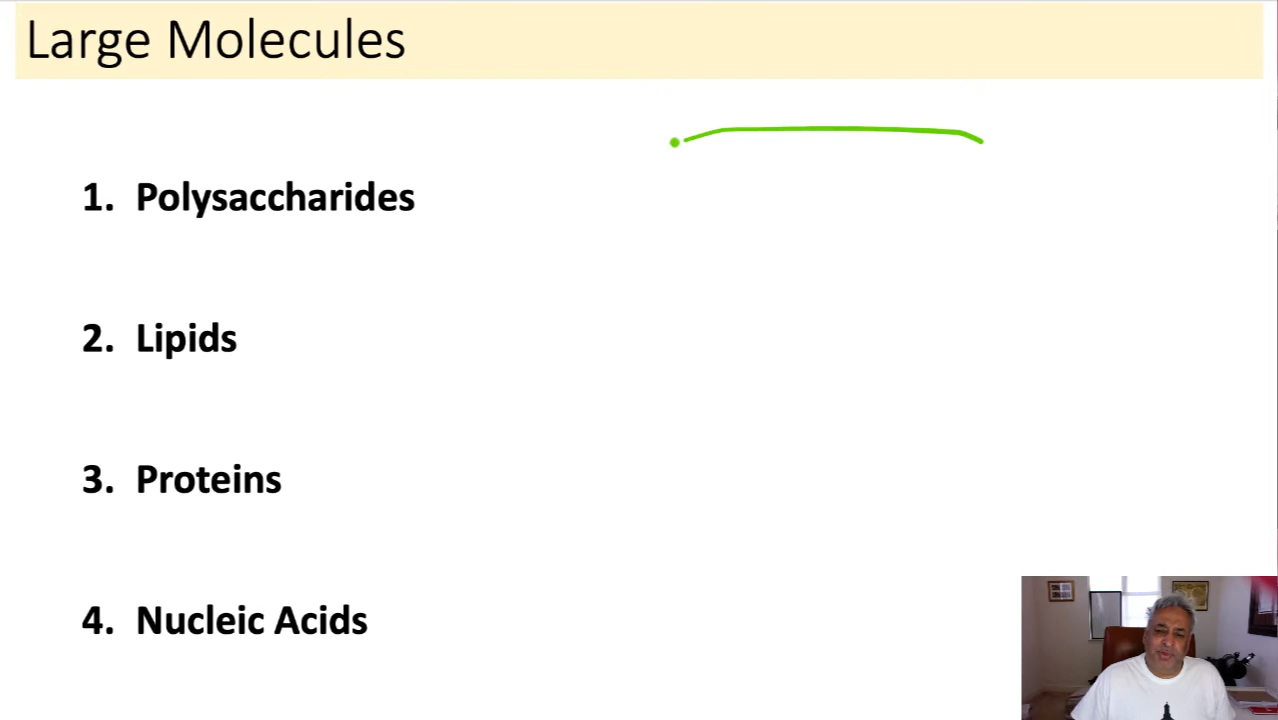 Large Molecules
1. Polysaccharides
2. Lipids
3. Proteins
4. Nucleic Acids